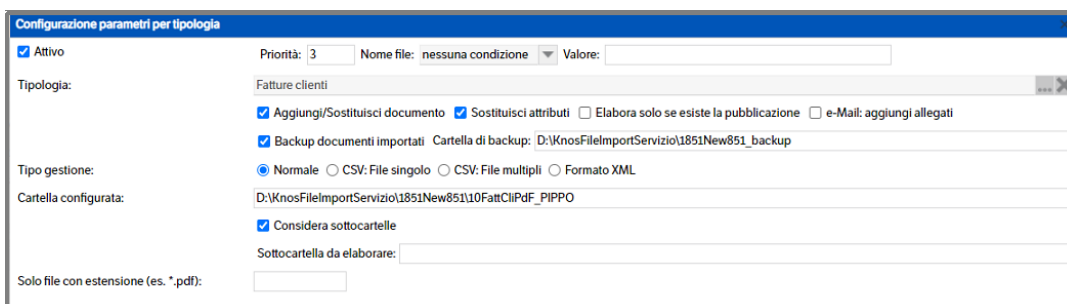 Configurazione parametri per tipologia
Attivo Priorità: 3 Nome file: nessuna condizione Valore:
Tipologia: Fatture clienti ...
Aggiungi/Sostituisci documento Sostituisci attributi Elabora solo se esiste la pubblicazione e-Mail: aggiungi allegati
Backup documenti importati Cartella di backup: D:\KnosFileImportServizio\1851New851_backup
Tipo gestione: Normale CSV: File singolo CSV: File multipli Formato XML
Cartella configurata: D:\KnosFileImportServizio\1851New851\10FattCliPdF_PIPPO
Considera sottocartelle
Sottocartella da elaborare:
Solo file con estensione (es. *.pdf):